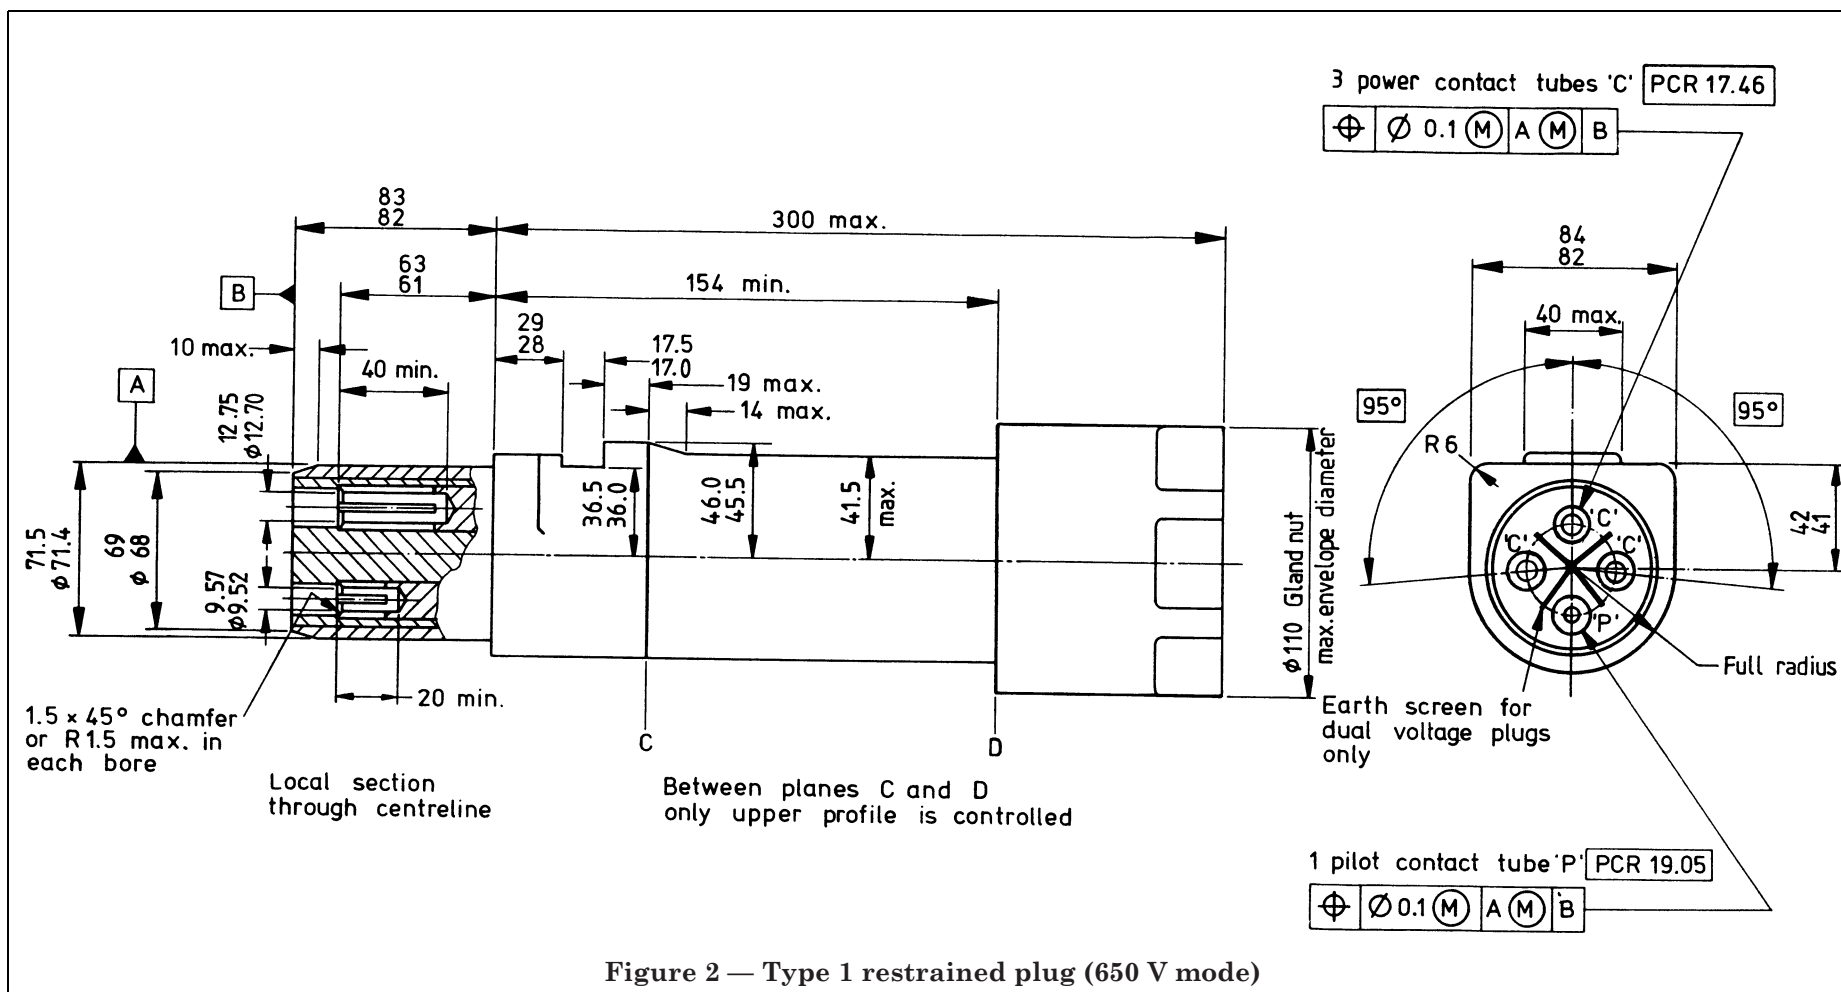 3 power contact tubes 'C' PCR 17.46
⌖ Ø 0.1 Ⓜ A Ⓜ B
83
82
300 max.
84
82
63
61
B
154 min.
40 max.
10 max.
29
28
17.5
17.0
40 min.
19 max.
14 max.
A
12.75
ø12.70
95°
95°
R 6
71.5
ø 71.4
69
ø 68
9.57
ø9.52
36.5
36.0
46.0
45.5
41.5
max.
ø110 Gland nut
max. envelope diameter
42
41
'C'
'C'
'C'
'P'
Full radius
20 min.
1.5 × 45° chamfer
or R 1.5 max. in
each bore
C
D
Earth screen for
dual voltage plugs
only
Local section
through centreline
Between planes C and D
only upper profile is controlled
1 pilot contact tube 'P' PCR 19.05
⌖ Ø 0.1 Ⓜ A Ⓜ B
Figure 2 — Type 1 restrained plug (650 V mode)